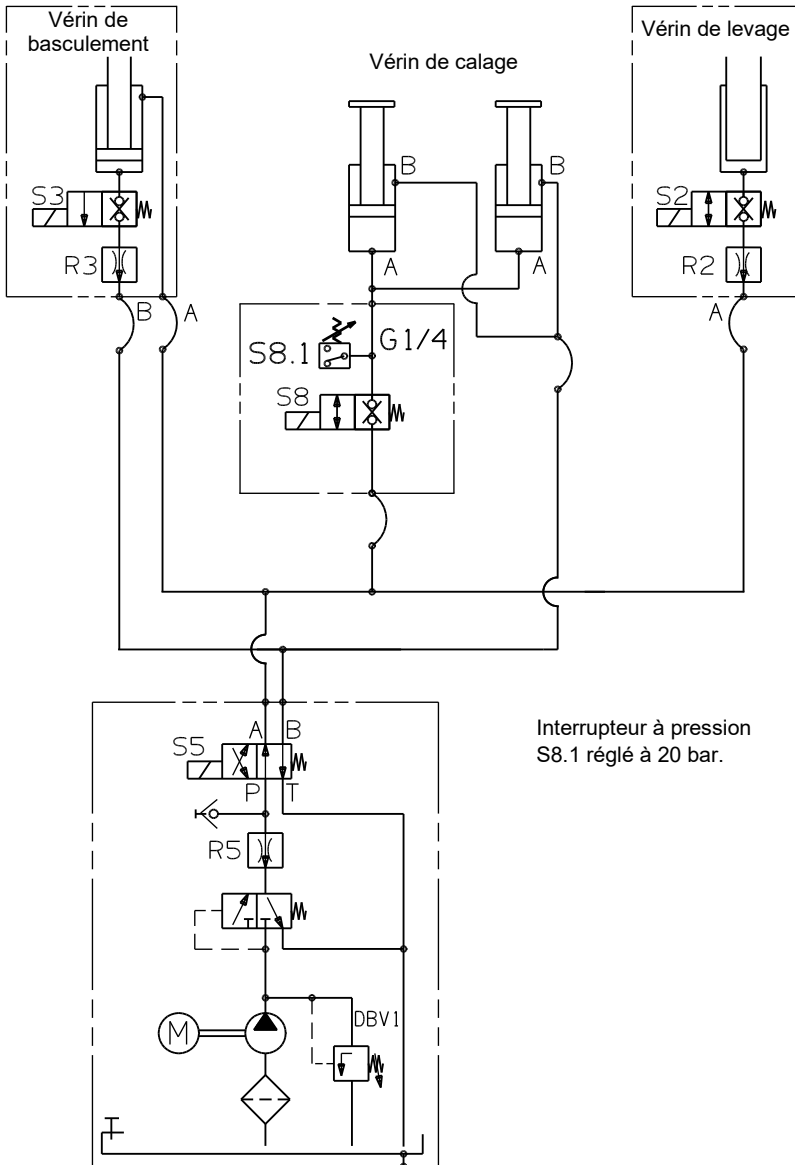 Vérin de
basculement
Vérin de calage
Vérin de levage
B
B
S3
S2
A
A
R3
R2
B
A
A
G1/4
S8.1
S8
A
B
S5
P
T
R5
DBV1
M
T
Interrupteur à pression
S8.1 réglé à 20 bar.